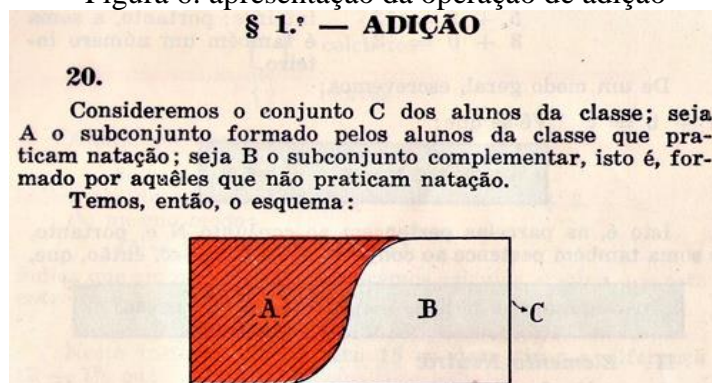 Figura 6: apresentação da operação de adição
§ 1.º — ADIÇÃO
20.
Consideremos o conjunto C dos alunos da classe; seja
A o subconjunto formado pelos alunos da classe que pra-
ticam natação; seja B o subconjunto complementar, isto é, for-
mado por aquêles que não praticam natação.
Temos, então, o esquema:
A B C